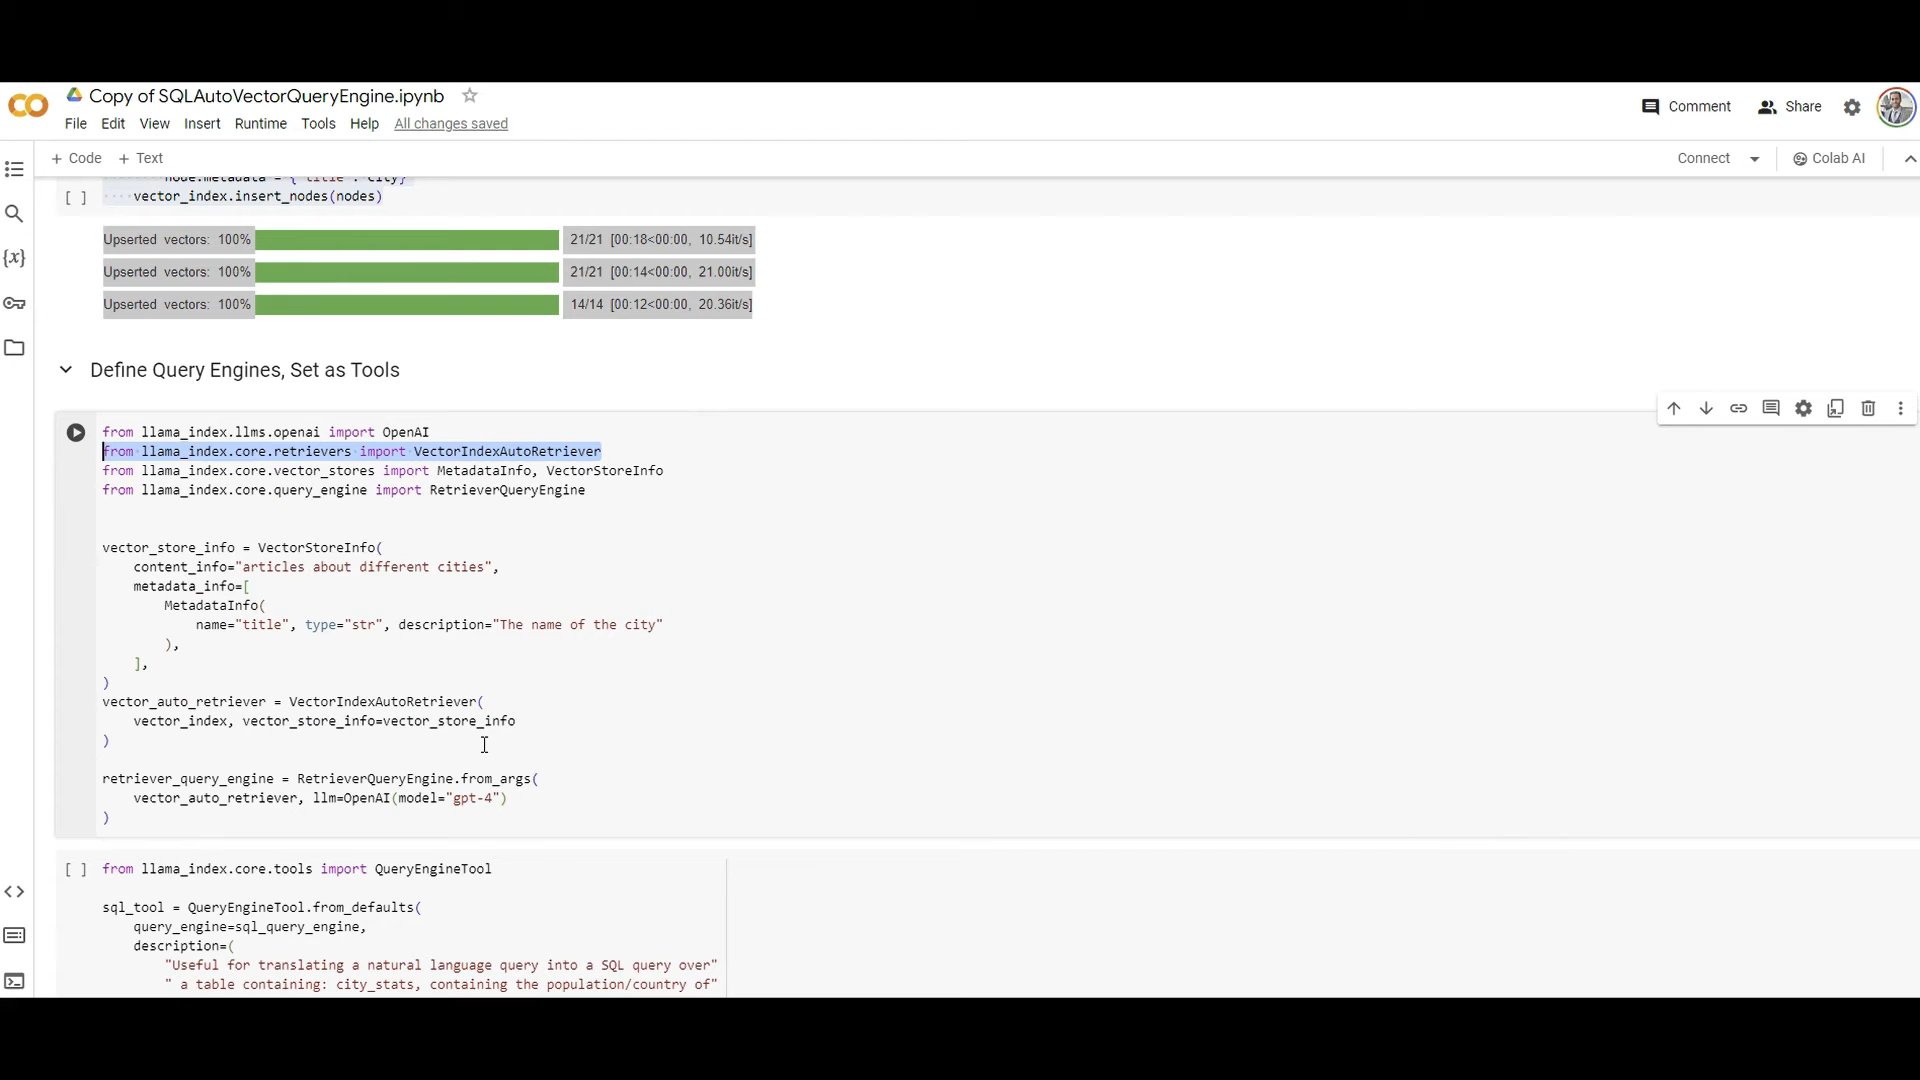 Copy of SQLAutoVectorQueryEngine.ipynb
Comment
Share
File Edit View Insert Runtime Tools Help All changes saved
+ Code + Text
Connect
Colab AI
node.metadata = {"title": city}
[ ] vector_index.insert_nodes(nodes)
Upserted vectors: 100% 21/21 [00:18<00:00, 10.54it/s]
Upserted vectors: 100% 21/21 [00:14<00:00, 21.00it/s]
Upserted vectors: 100% 14/14 [00:12<00:00, 20.36it/s]
Define Query Engines, Set as Tools
from llama_index.llms.openai import OpenAI
from llama_index.core.retrievers import VectorIndexAutoRetriever
from llama_index.core.vector_stores import MetadataInfo, VectorStoreInfo
from llama_index.core.query_engine import RetrieverQueryEngine
vector_store_info = VectorStoreInfo(
content_info="articles about different cities",
metadata_info=[
MetadataInfo(
name="title", type="str", description="The name of the city"
),
],
)
vector_auto_retriever = VectorIndexAutoRetriever(
vector_index, vector_store_info=vector_store_info
)
retriever_query_engine = RetrieverQueryEngine.from_args(
vector_auto_retriever, llm=OpenAI(model="gpt-4")
)
[ ] from llama_index.core.tools import QueryEngineTool
sql_tool = QueryEngineTool.from_defaults(
query_engine=sql_query_engine,
description=(
"Useful for translating a natural language query into a SQL query over"
" a table containing: city_stats, containing the population/country of"